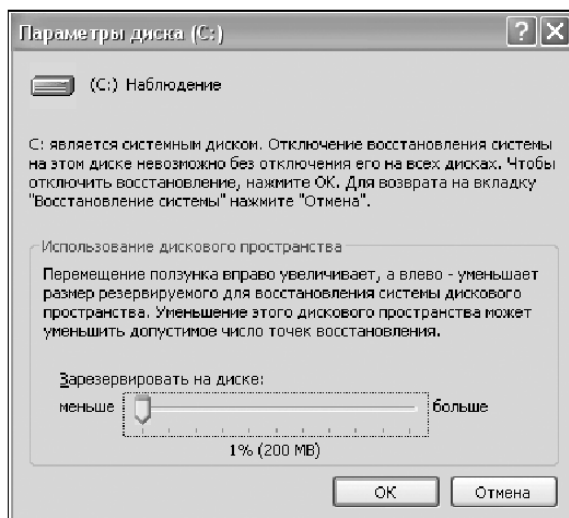 Параметры диска (C:)
(C:) Наблюдение
C: является системным диском. Отключение восстановления системы
на этом диске невозможно без отключения его на всех дисках. Чтобы
отключить восстановление, нажмите ОК. Для возврата на вкладку
"Восстановление системы" нажмите "Отмена".
Использование дискового пространства
Перемещение ползунка вправо увеличивает, а влево - уменьшает
размер резервируемого для восстановления системы дискового
пространства. Уменьшение этого дискового пространства может
уменьшить допустимое число точек восстановления.
Зарезервировать на диске:
меньше больше
1% (200 MB)
ОК Отмена